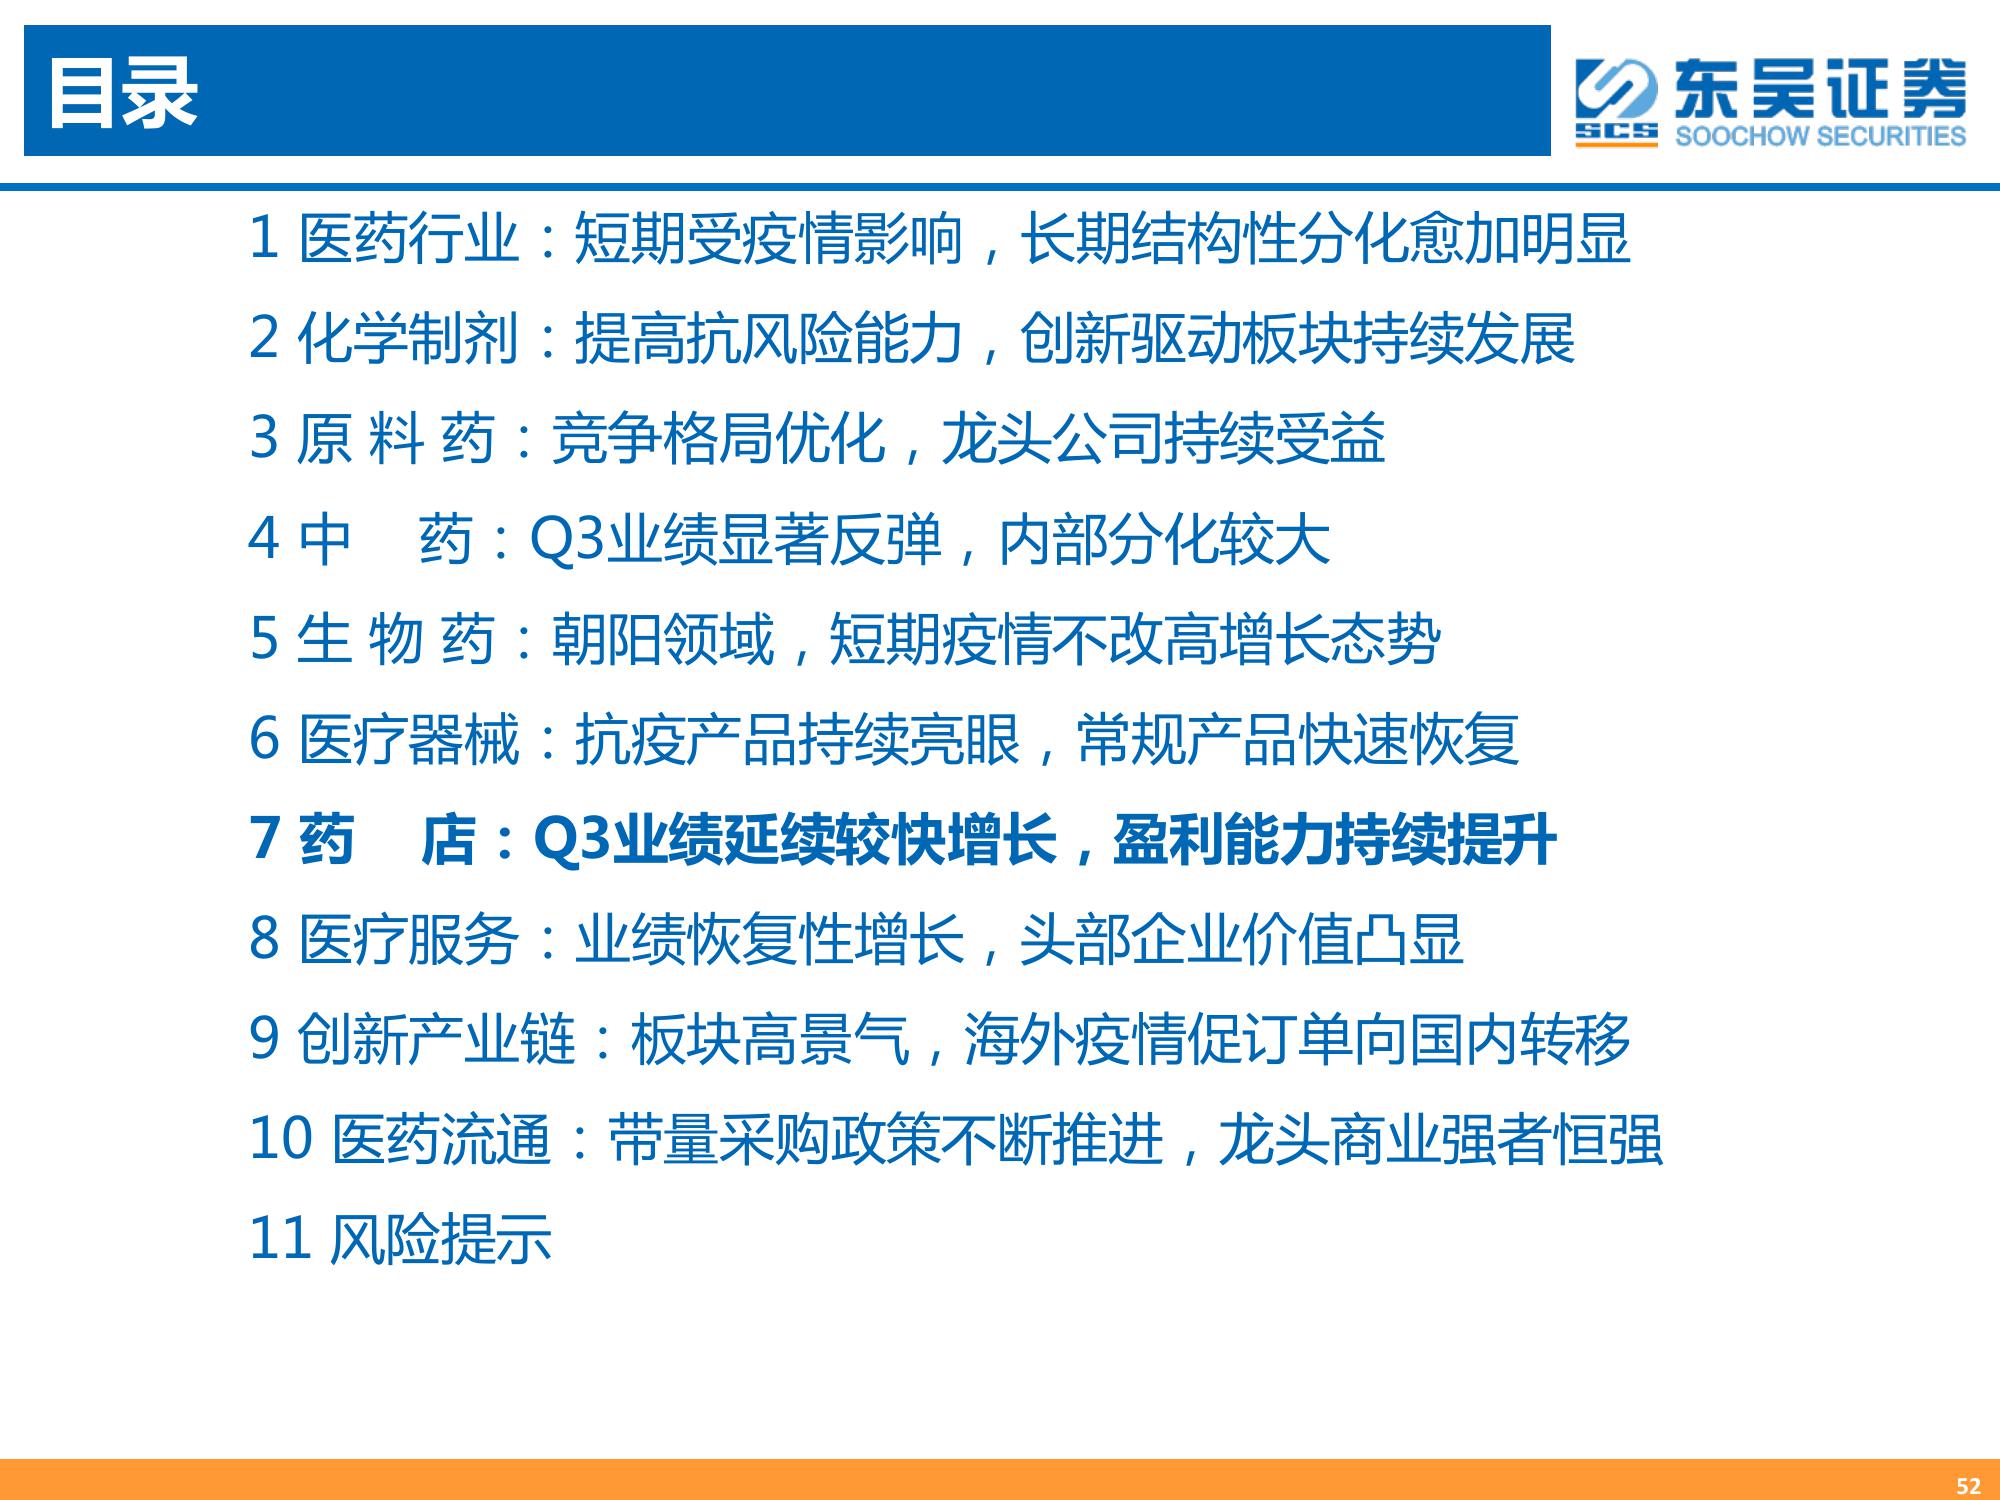 目录
SCS
东吴证券
SOOCHOW SECURITIES
1 医药行业：短期受疫情影响，长期结构性分化愈加明显
2 化学制剂：提高抗风险能力，创新驱动板块持续发展
3 原 料 药：竞争格局优化，龙头公司持续受益
4 中　药：Q3业绩显著反弹，内部分化较大
5 生 物 药：朝阳领域，短期疫情不改高增长态势
6 医疗器械：抗疫产品持续亮眼，常规产品快速恢复
7 药　店：Q3业绩延续较快增长，盈利能力持续提升
8 医疗服务：业绩恢复性增长，头部企业价值凸显
9 创新产业链：板块高景气，海外疫情促订单向国内转移
10 医药流通：带量采购政策不断推进，龙头商业强者恒强
11 风险提示
52